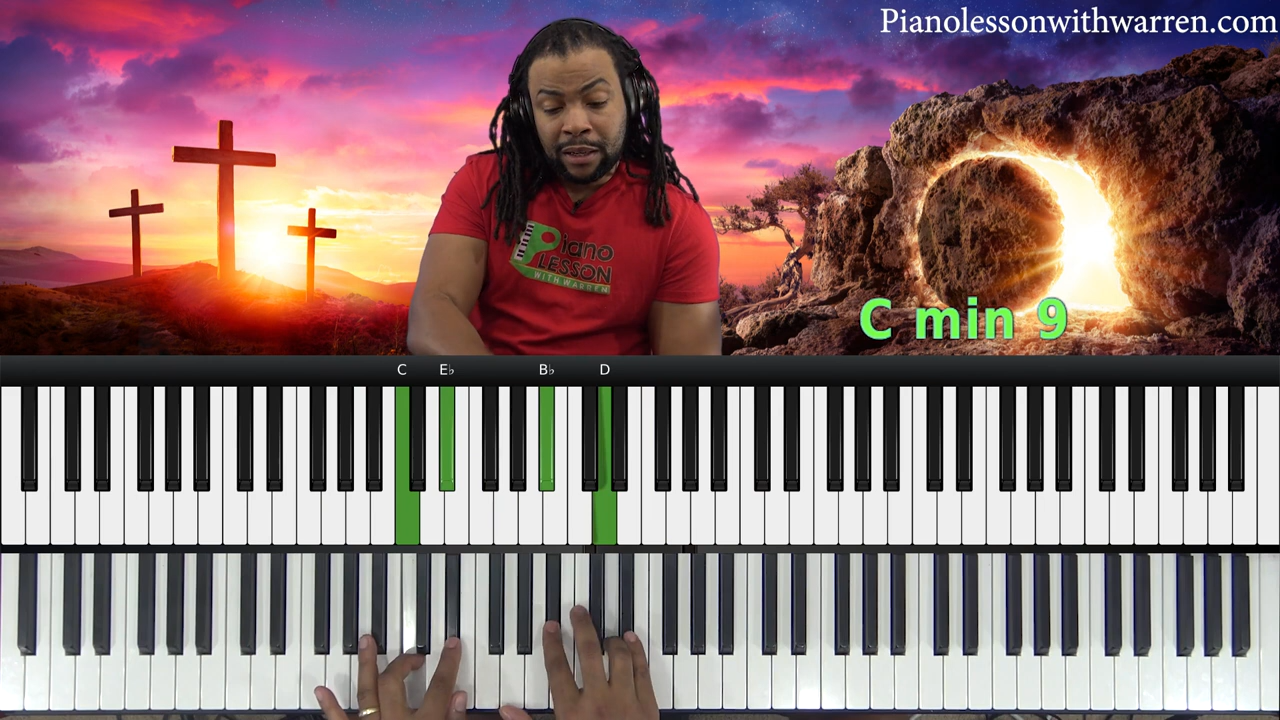 Pianolessonwithwarren.com
Piano
LESSON
WITH WARREN
C min 9
C E♭ B♭ D